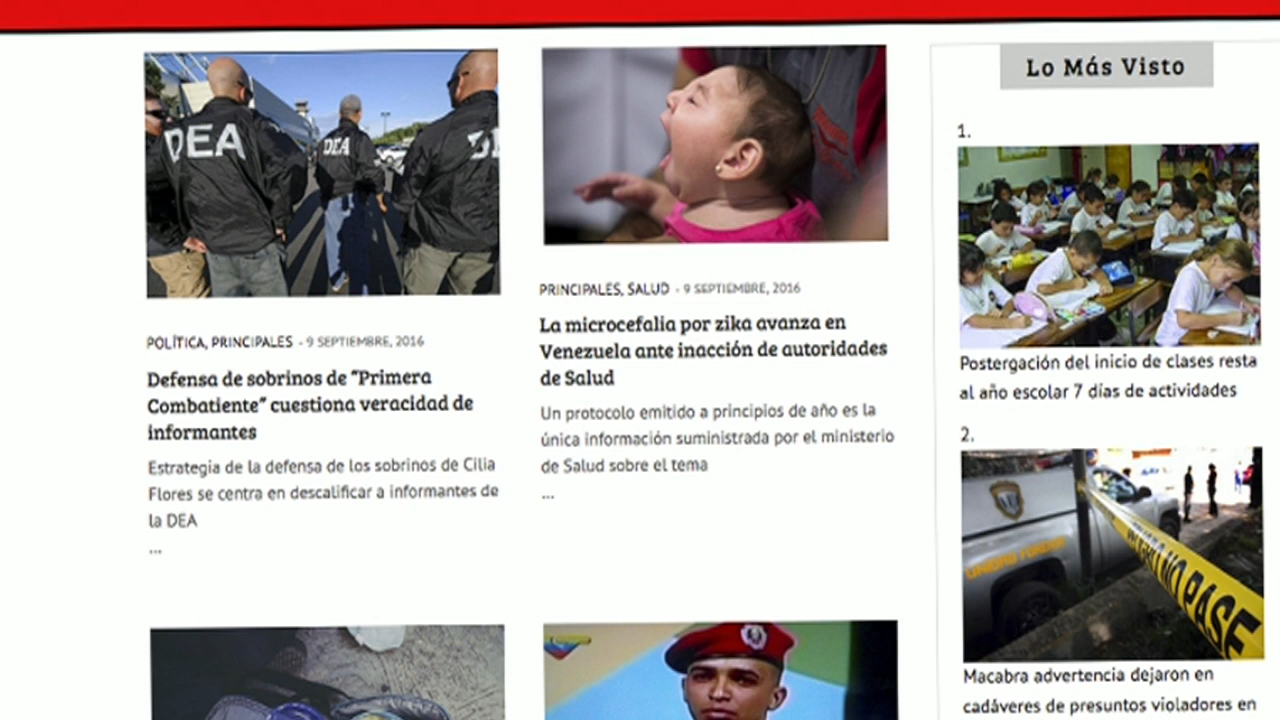 Lo Más Visto
DEA
DEA
POLÍTICA, PRINCIPALES - 9 SEPTIEMBRE, 2016
Defensa de sobrinos de “Primera
Combatiente” cuestiona veracidad de
informantes
Estrategia de la defensa de los sobrinos de Cilia
Flores se centra en descalificar a informantes de
la DEA
...
PRINCIPALES, SALUD - 9 SEPTIEMBRE, 2016
La microcefalia por zika avanza en
Venezuela ante inacción de autoridades
de Salud
Un protocolo emitido a principios de año es la
única información suministrada por el ministerio
de Salud sobre el tema
...
1.
Postergación del inicio de clases resta
al año escolar 7 días de actividades
2.
NO PASE
Macabra advertencia dejaron en
cadáveres de presuntos violadores en